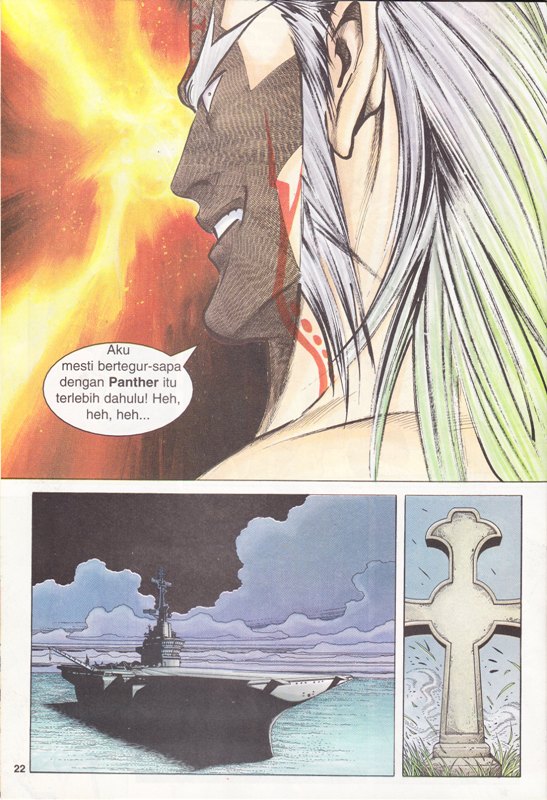 Aku
mesti bertegur-sapa
dengan Panther itu
terlebih dahulu! Heh,
heh, heh...
22